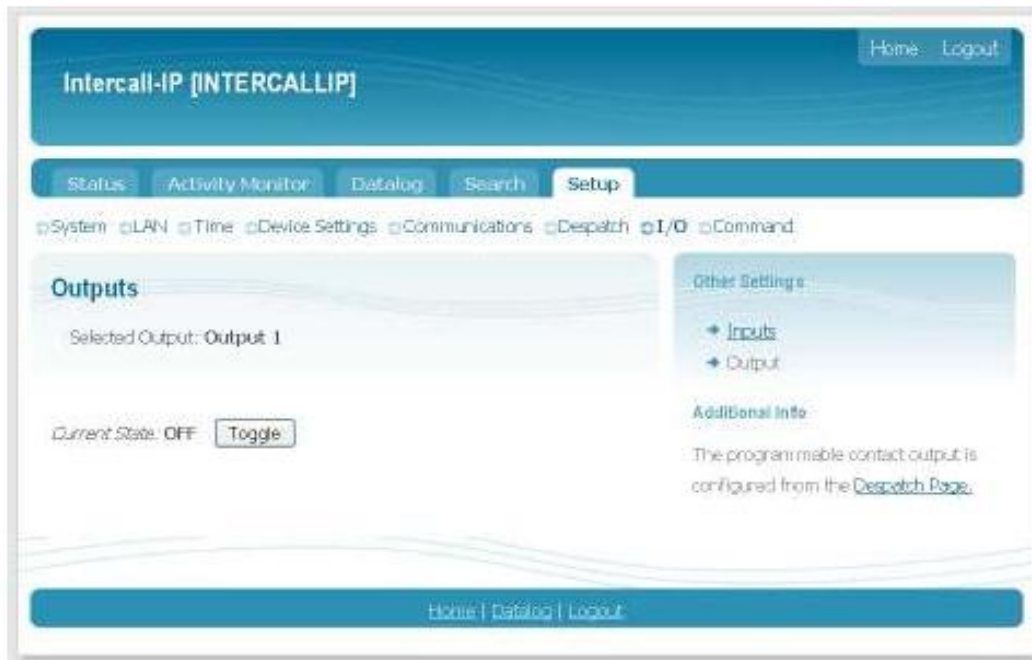 Home Logout
Intercall-IP [INTERCALLIP]
Status Activity Monitor Datalog Search Setup
System LAN Time Device Settings Communications Despatch I/O Command
Outputs
Selected Output: Output 1
Current State: OFF Toggle
Other Settings
Inputs
Output
Additional Info
The programmable contact output is
configured from the Despatch Page.
Home | Datalog | Logout